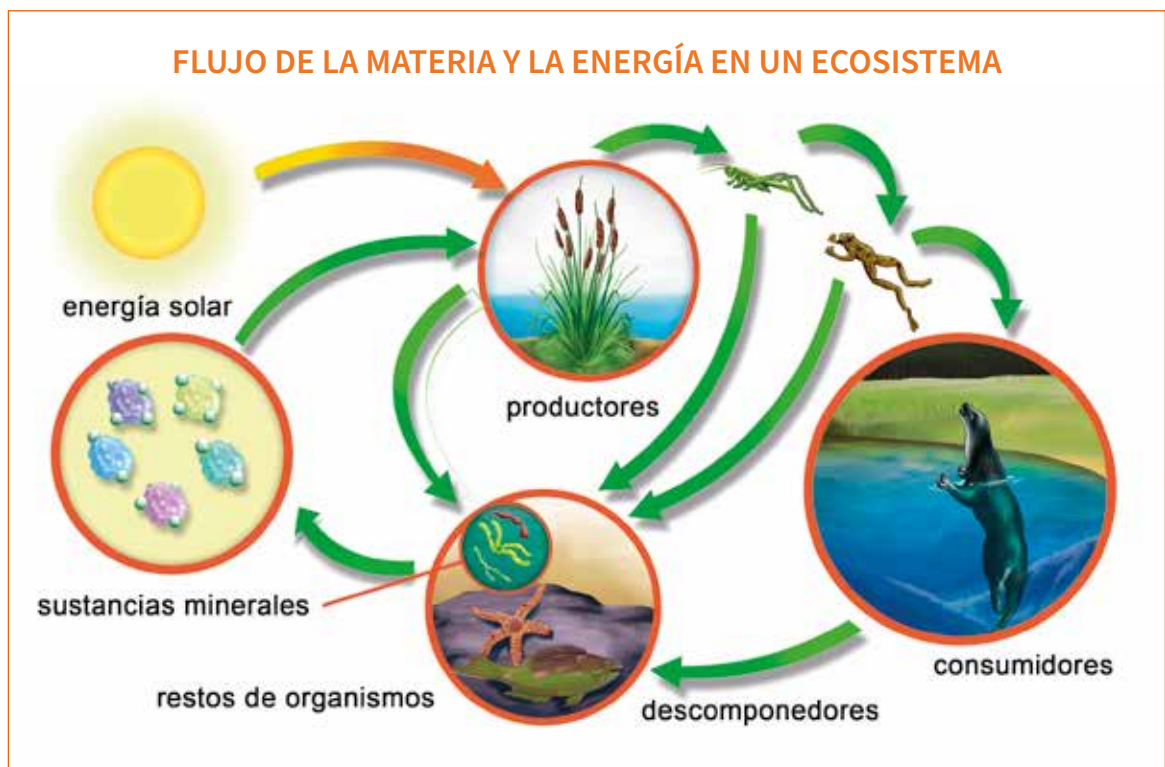 FLUJO DE LA MATERIA Y LA ENERGÍA EN UN ECOSISTEMA
energía solar
productores
sustancias minerales
consumidores
restos de organismos
descomponedores